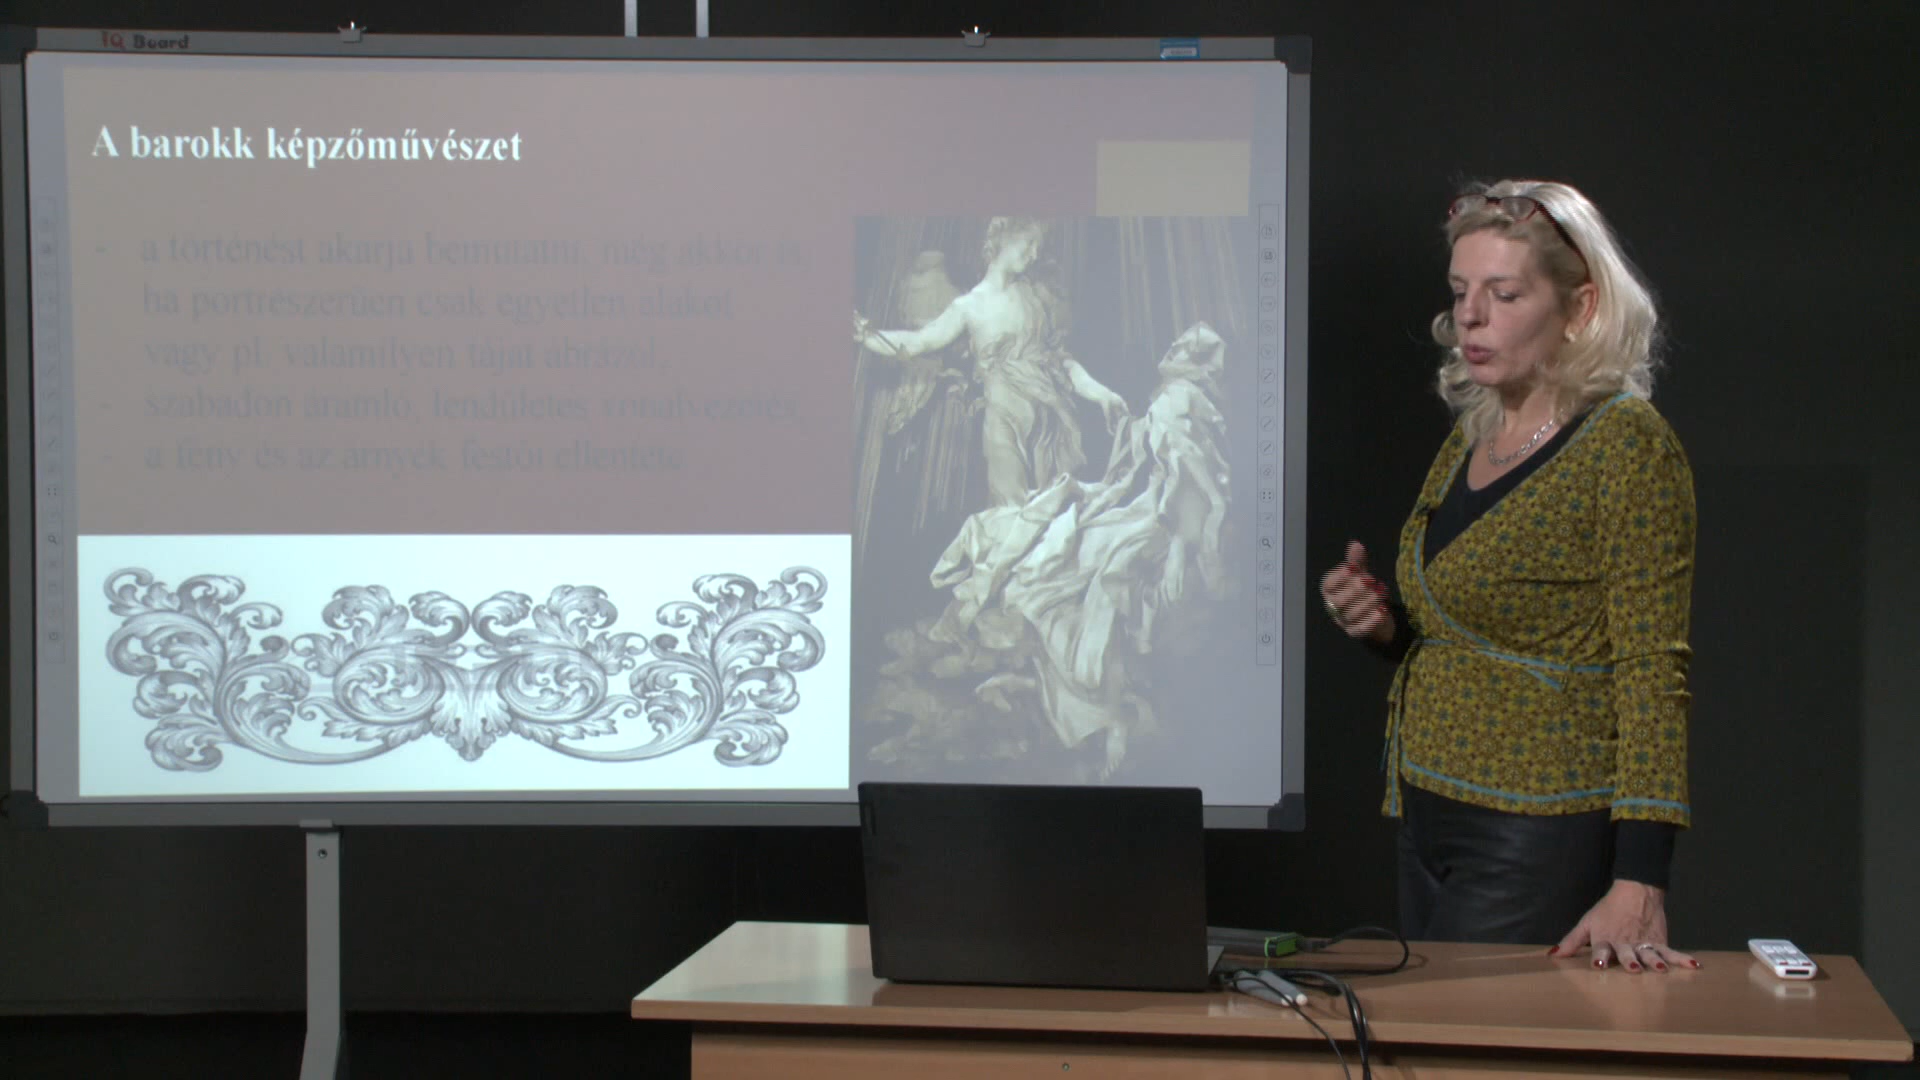 IQ Board
A barokk képzőművészet
- a történést akarja bemutatni, még akkor is,
ha portrészerűen csak egyetlen alakot,
vagy pl. valamilyen tájat ábrázol,
- szabadon áramló, lendületes vonalvezetés,
- a fény és az árnyék festői ellentéte